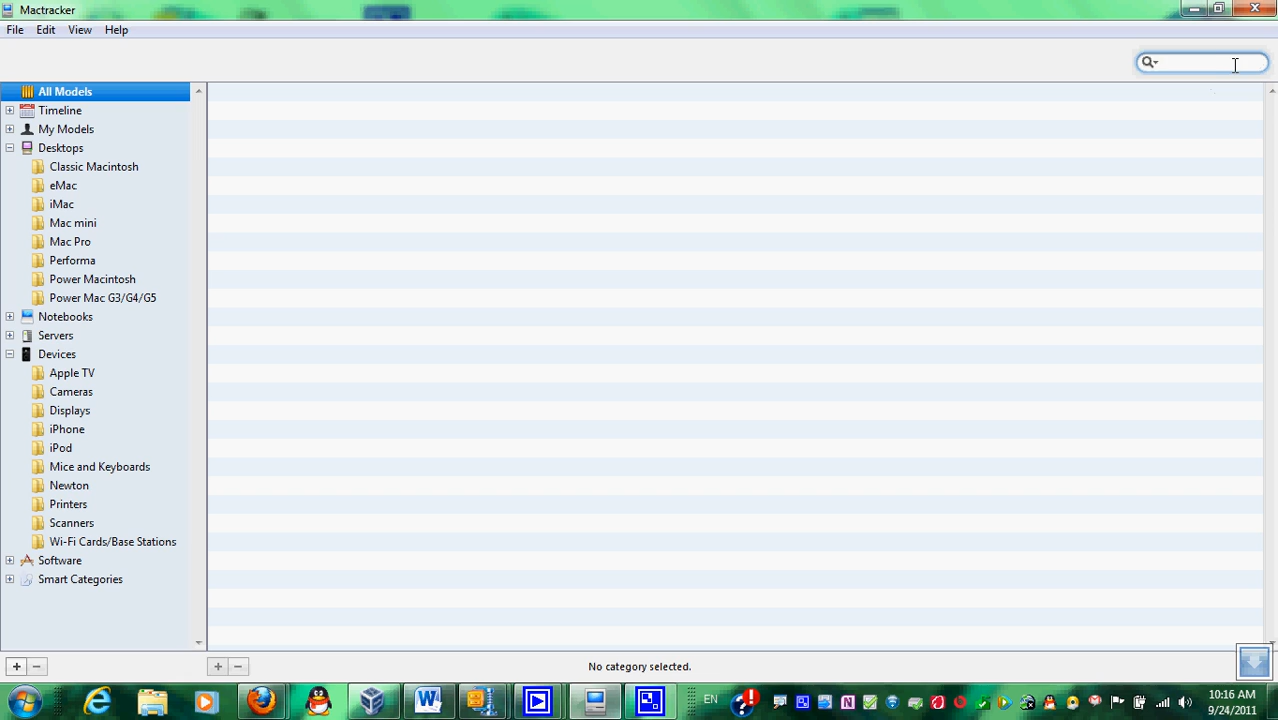 Mactracker
File Edit View Help
All Models
Timeline
My Models
Desktops
Classic Macintosh
eMac
iMac
Mac mini
Mac Pro
Performa
Power Macintosh
Power Mac G3/G4/G5
Notebooks
Servers
Devices
Apple TV
Cameras
Displays
iPhone
iPod
Mice and Keyboards
Newton
Printers
Scanners
Wi-Fi Cards/Base Stations
Software
Smart Categories
No category selected.
EN
10:16 AM
9/24/2011